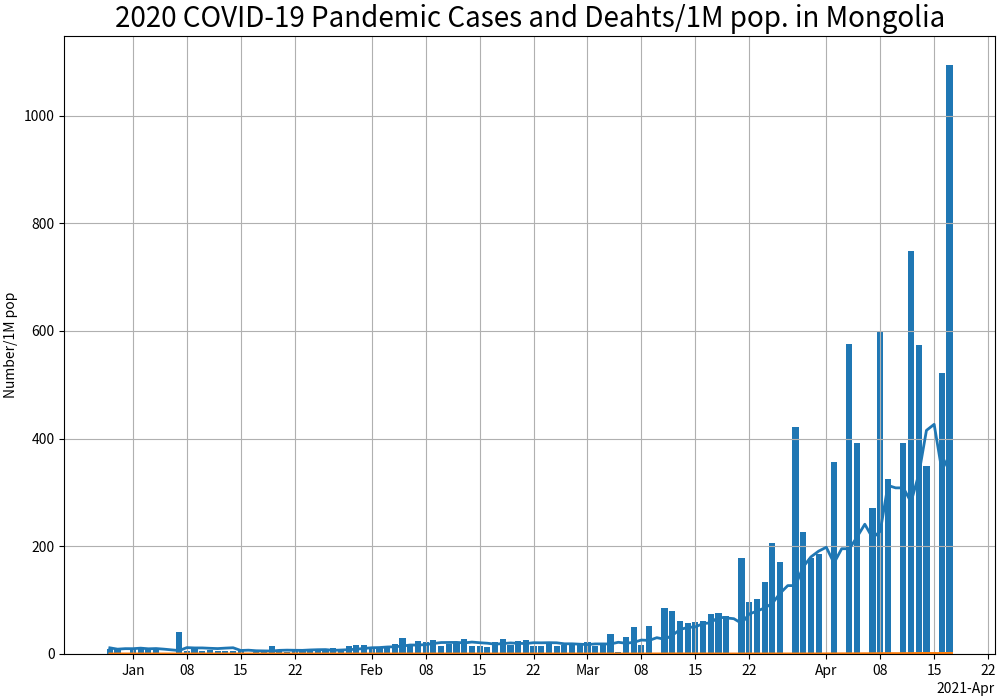 2020 COVID-19 Pandemic Cases and Deahts/1M pop. in Mongolia
Number/1M pop
1000
800
600
400
200
0
Jan 08 15 22 Feb 08 15 22 Mar 08 15 22 Apr 08 15 22
2021-Apr